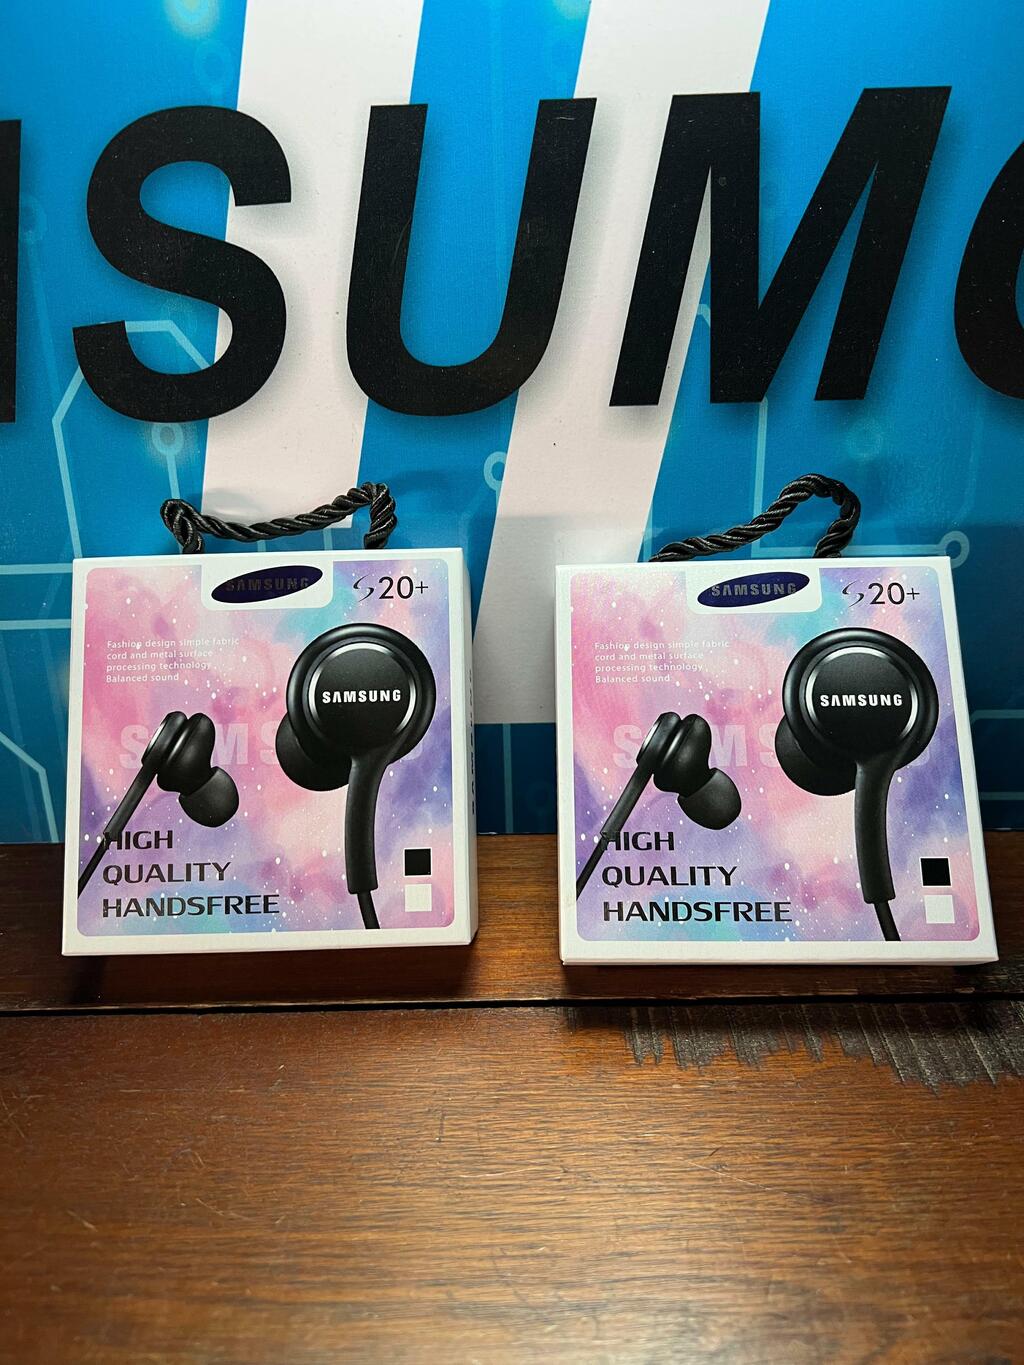 SUM
SAMSUNG
S20+
Fashion design simple fabric
cord and metal surface
processing technology
Balanced sound
SAMSUNG
HIGH
QUALITY
HANDSFREE
SAMSUNG
S20+
Fashion design simple fabric
cord and metal surface
processing technology
Balanced sound
SAMSUNG
HIGH
QUALITY
HANDSFREE